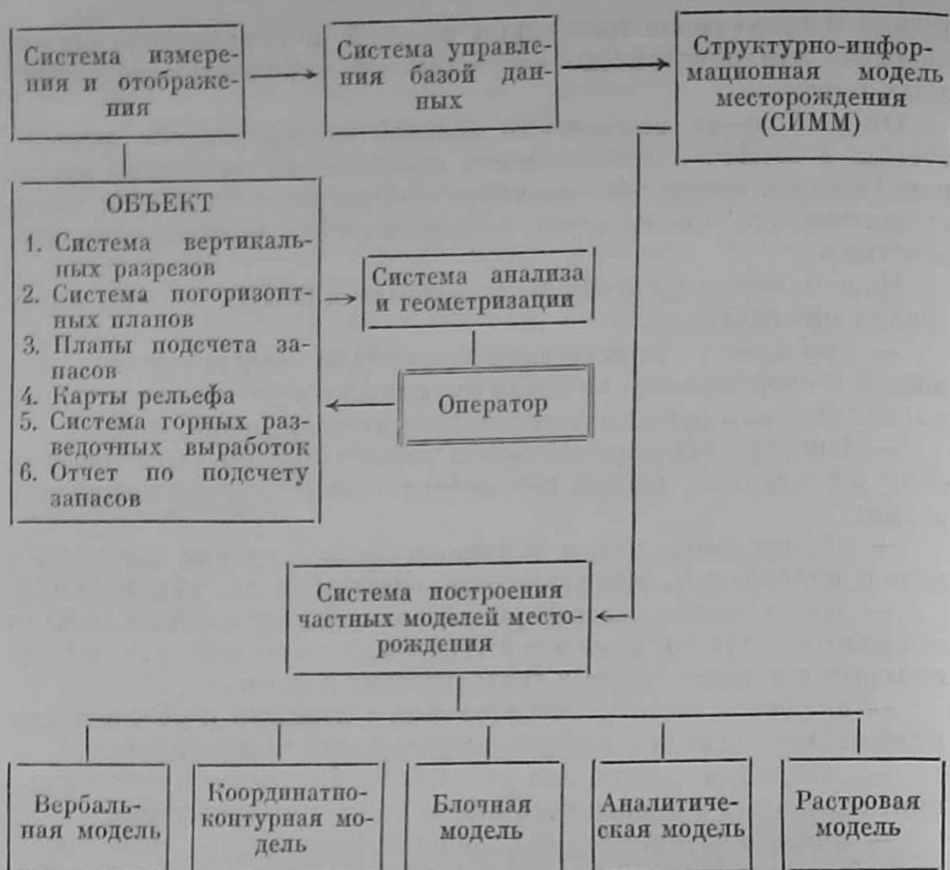 Система измере-
ния и отображе-
ния
Система управле-
ния базой дан-
ных
Структурно-инфор-
мационная модель
месторождения
(СИММ)
ОБЪЕКТ
1. Система вертикаль-
ных разрезов
2. Система погоризонт-
ных планов
3. Планы подсчета за-
пасов
4. Карты рельефа
5. Система горных раз-
ведочных выработок
6. Отчет по подсчету
запасов
Система анализа
и геометризации
Оператор
Система построения
частных моделей место-
рождения
Вербаль-
ная модель
Координатно-
контурная мо-
дель
Блочная
модель
Аналитиче-
ская модель
Растровая
модель